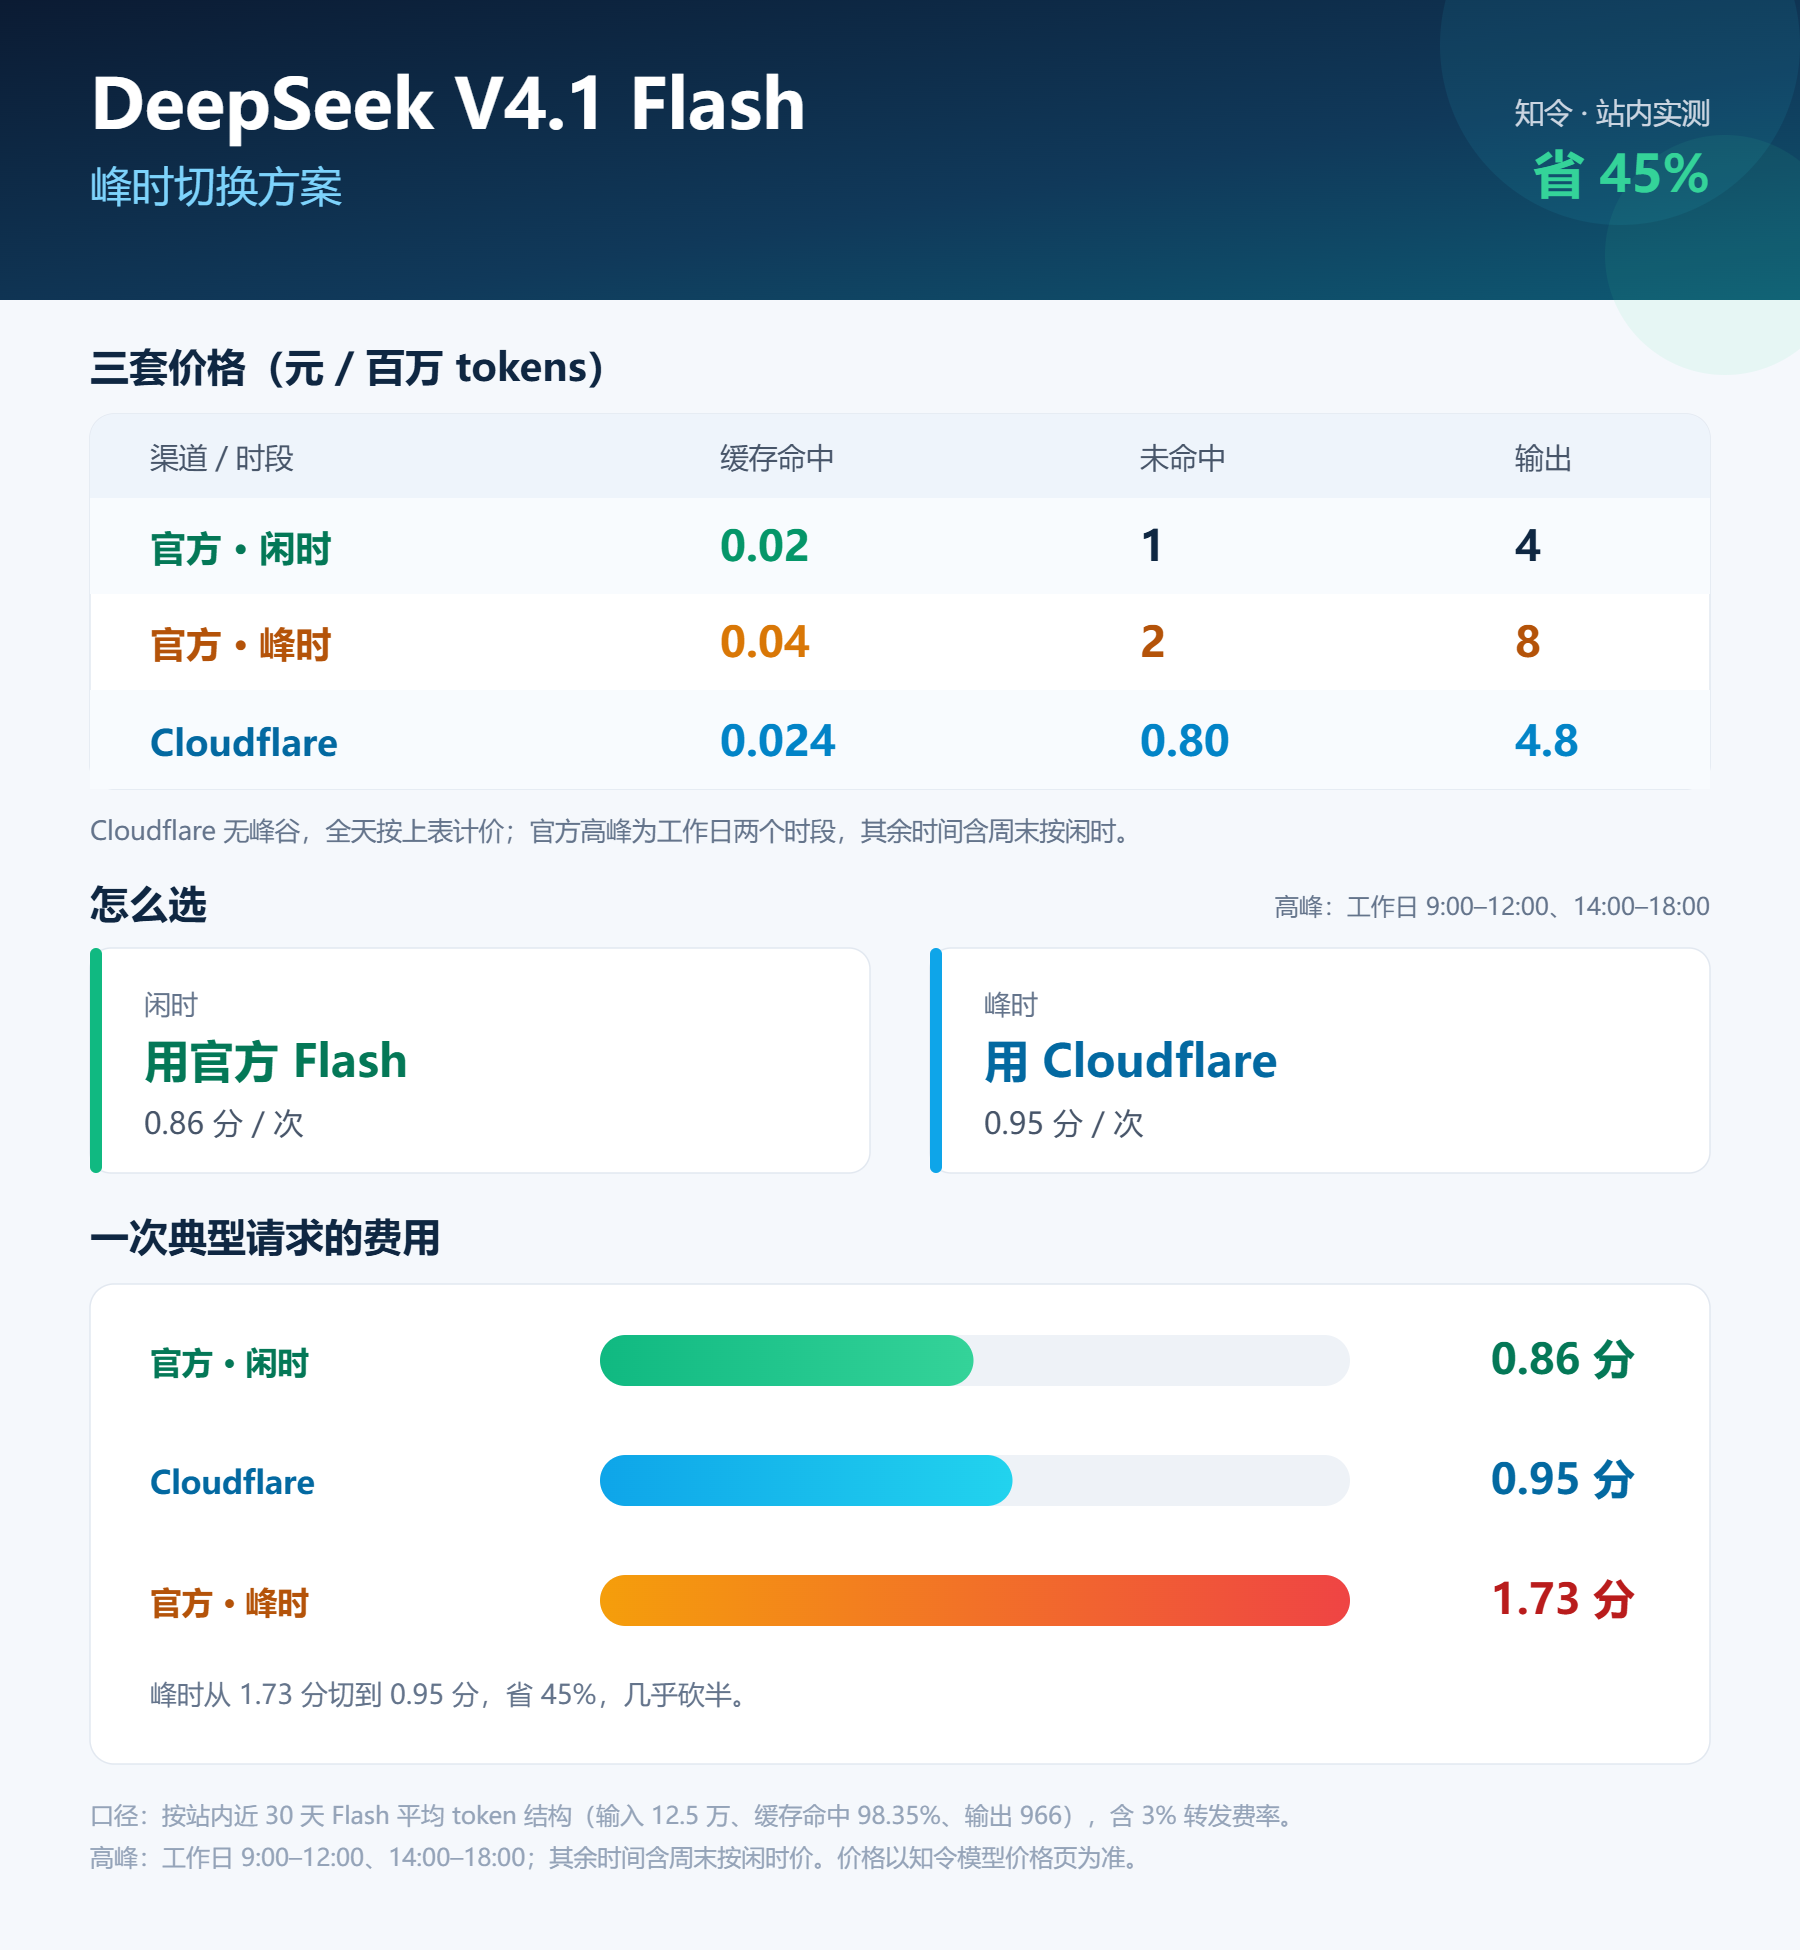 DeepSeek V4.1 Flash
峰时切换方案
知令 · 站内实测
省 45%
三套价格（元 / 百万 tokens）
渠道 / 时段 缓存命中 未命中 输出
官方 · 闲时 0.02 1 4
官方 · 峰时 0.04 2 8
Cloudflare 0.024 0.80 4.8
Cloudflare 无峰谷，全天按上表计价；官方高峰为工作日两个时段，其余时间含周末按闲时。
怎么选
高峰：工作日 9:00–12:00、14:00–18:00
闲时
用官方 Flash
0.86 分 / 次
峰时
用 Cloudflare
0.95 分 / 次
一次典型请求的费用
官方 · 闲时 0.86 分
Cloudflare 0.95 分
官方 · 峰时 1.73 分
峰时从 1.73 分切到 0.95 分，省 45%，几乎砍半。
口径：按站内近 30 天 Flash 平均 token 结构（输入 12.5 万、缓存命中 98.35%、输出 966），含 3% 转发费率。
高峰：工作日 9:00–12:00、14:00–18:00；其余时间含周末按闲时价。价格以知令模型价格页为准。